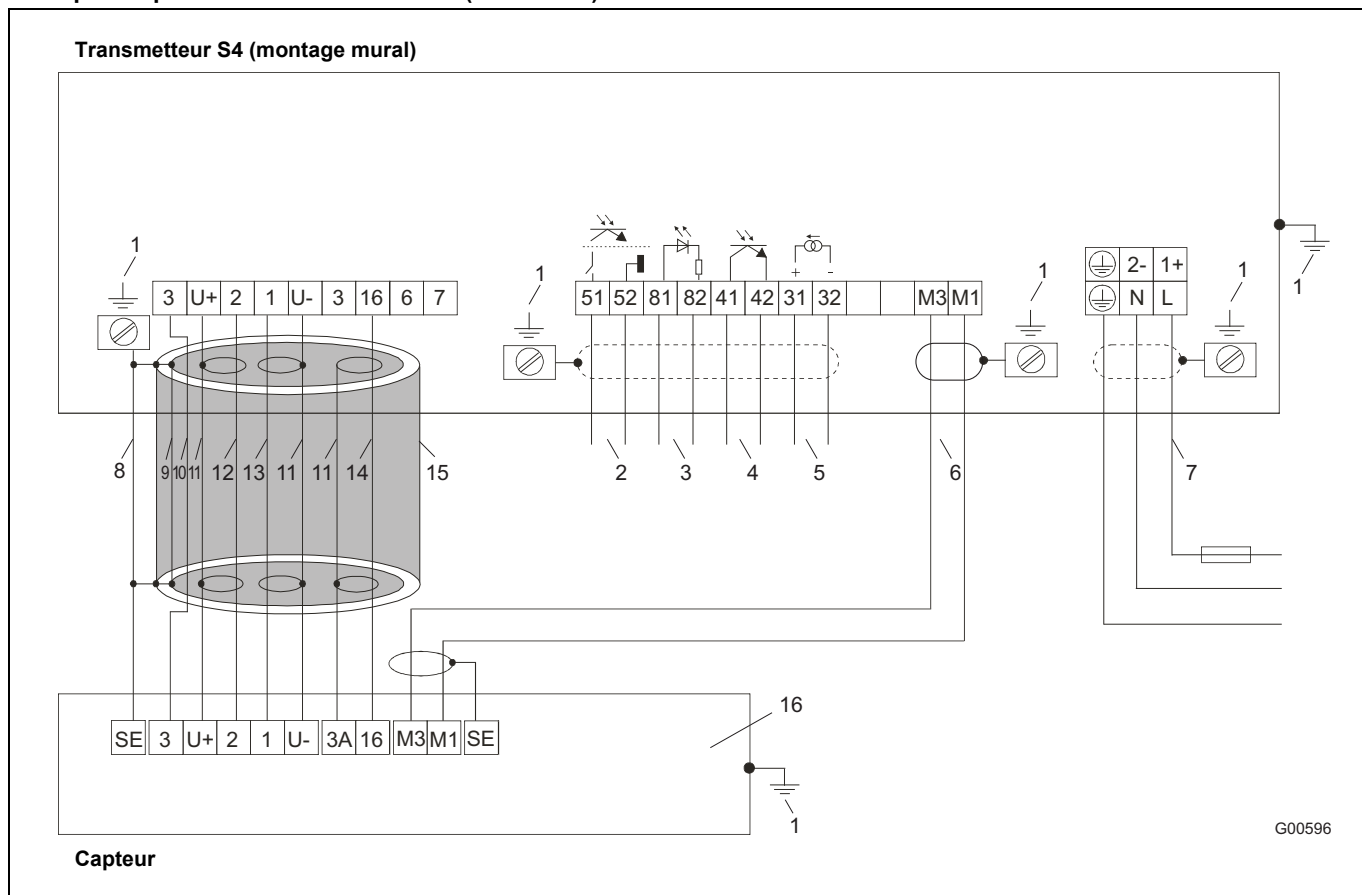 Transmetteur S4 (montage mural)
1
1
1
1
1
3 U+ 2 1 U- 3 16 6 7
+ -
51 52 81 82 41 42 31 32 M3 M1
2- 1+
N L
8 9 10 11 12 13 11 11 14 15
2 3 4 5 6 7
16
SE 3 U+ 2 1 U- 3A 16 M3 M1 SE
1
G00596
Capteur